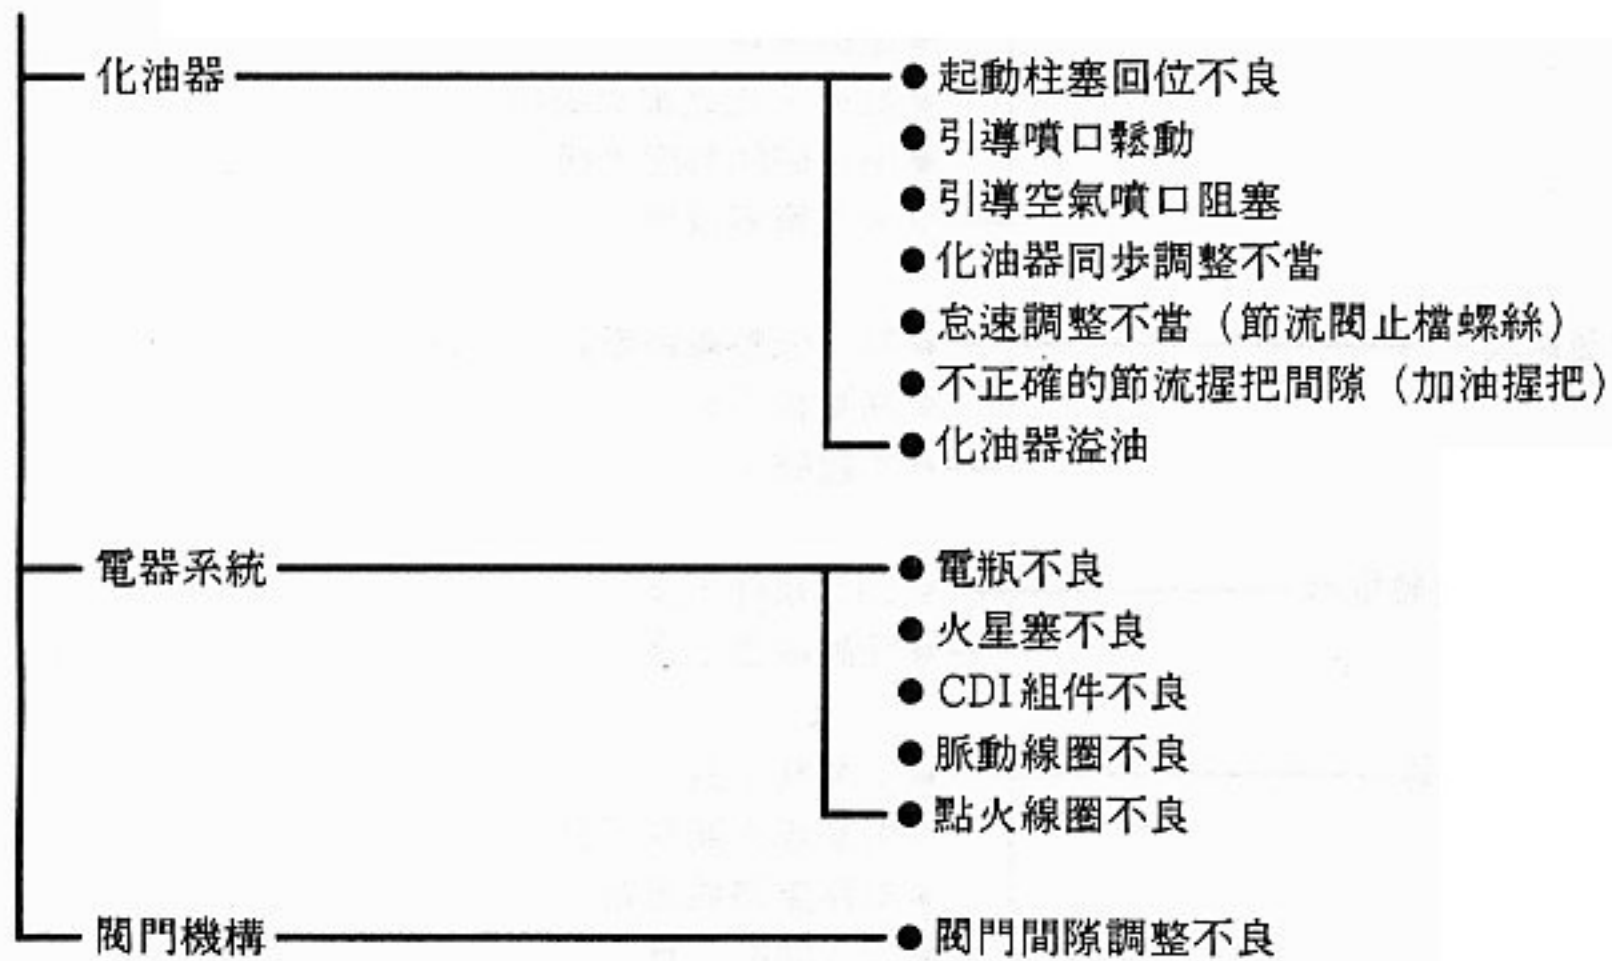 化油器 ●起動柱塞回位不良
●引導噴口鬆動
●引導空氣噴口阻塞
●化油器同步調整不當
●怠速調整不當（節流閥止檔螺絲）
●不正確的節流握把間隙（加油握把）
●化油器溢油
電器系統 ●電瓶不良
●火星塞不良
●CDI組件不良
●脈動線圈不良
●點火線圈不良
閥門機構 ●閥門間隙調整不良